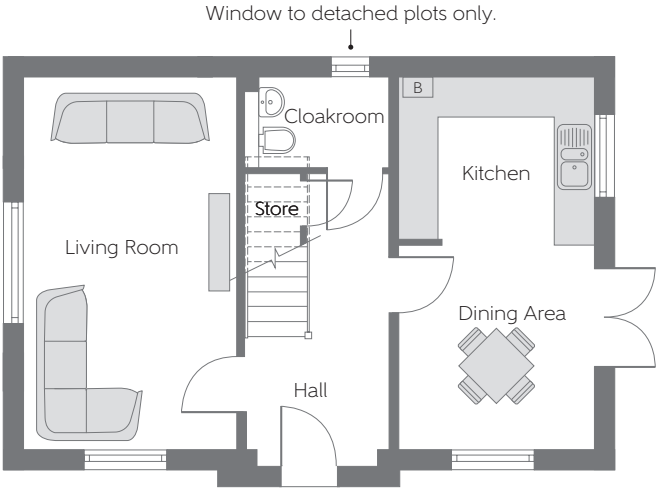 Window to detached plots only.
B
Cloakroom
Kitchen
Store
Living Room
Dining Area
Hall